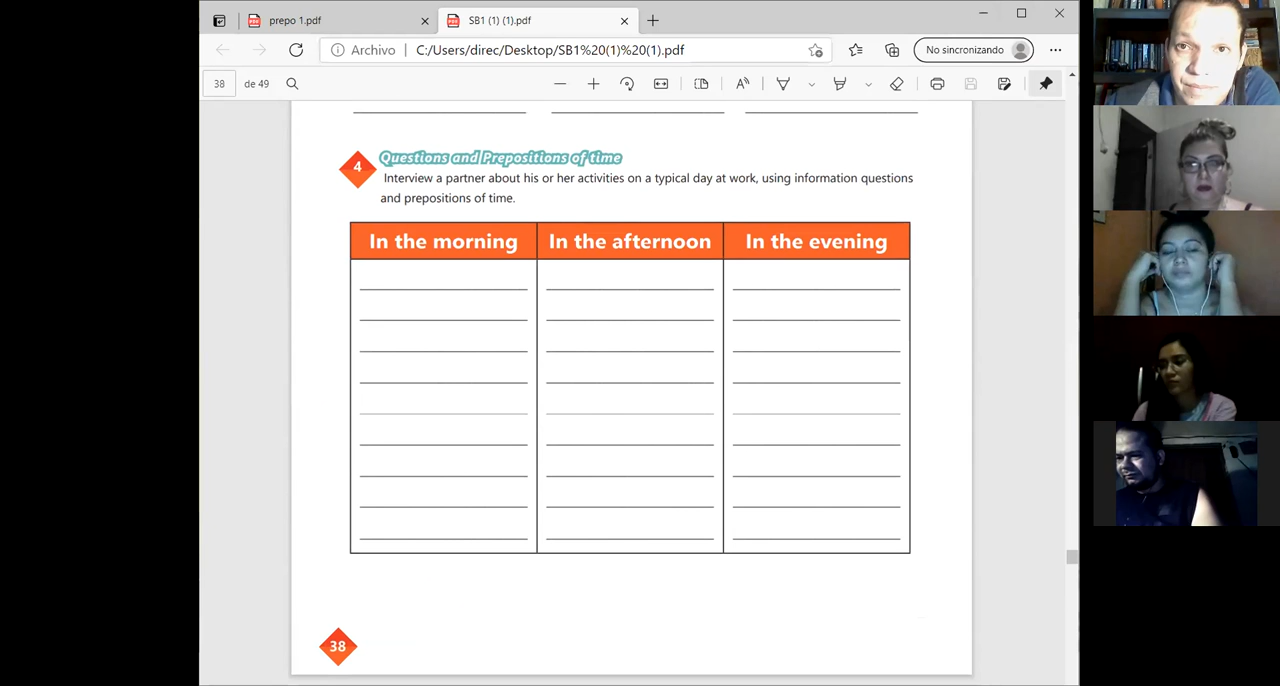 prepo 1.pdf
SB1 (1) (1).pdf
Archivo
C:/Users/direc/Desktop/SB1%20(1)%20(1).pdf
No sincronizando
38
de 49
4
Questions and Prepositions of time
Interview a partner about his or her activities on a typical day at work, using information questions
and prepositions of time.
In the morning
In the afternoon
In the evening
38